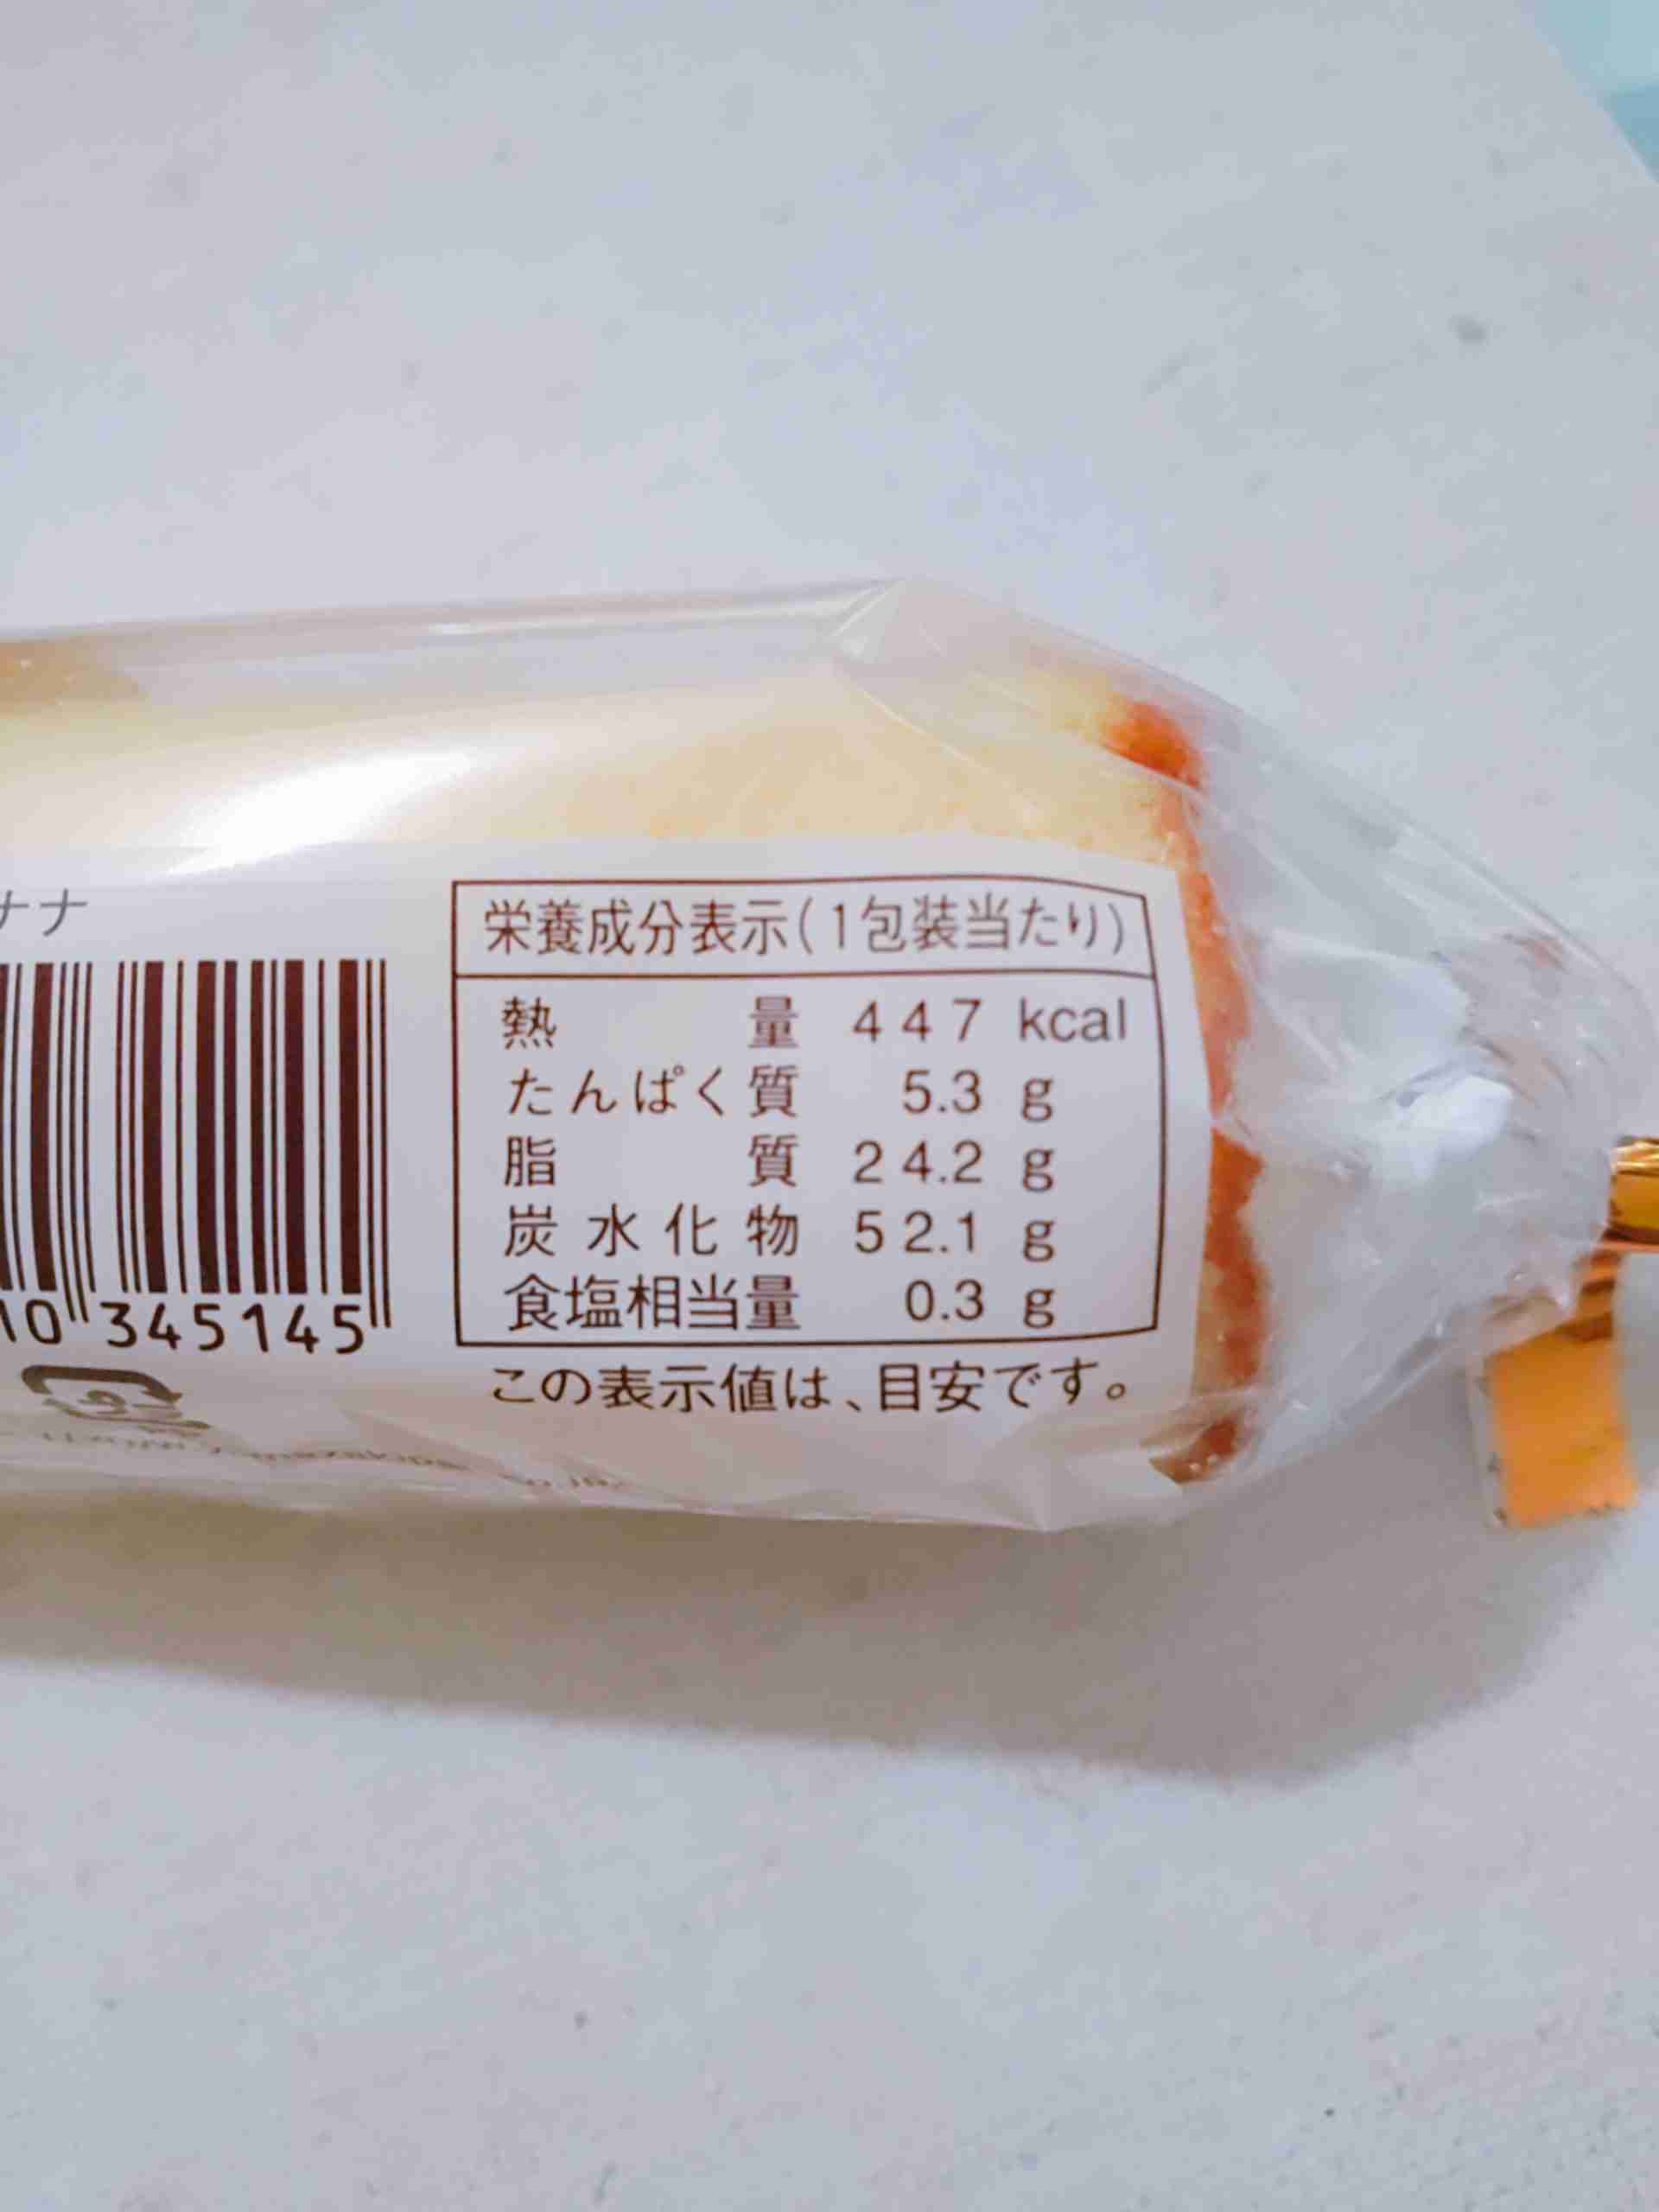 ナナ
10 345145
栄養成分表示(1包装当たり)
熱量 447 kcal
たんぱく質 5.3 g
脂質 24.2 g
炭水化物 52.1 g
食塩相当量 0.3 g
この表示値は、目安です。